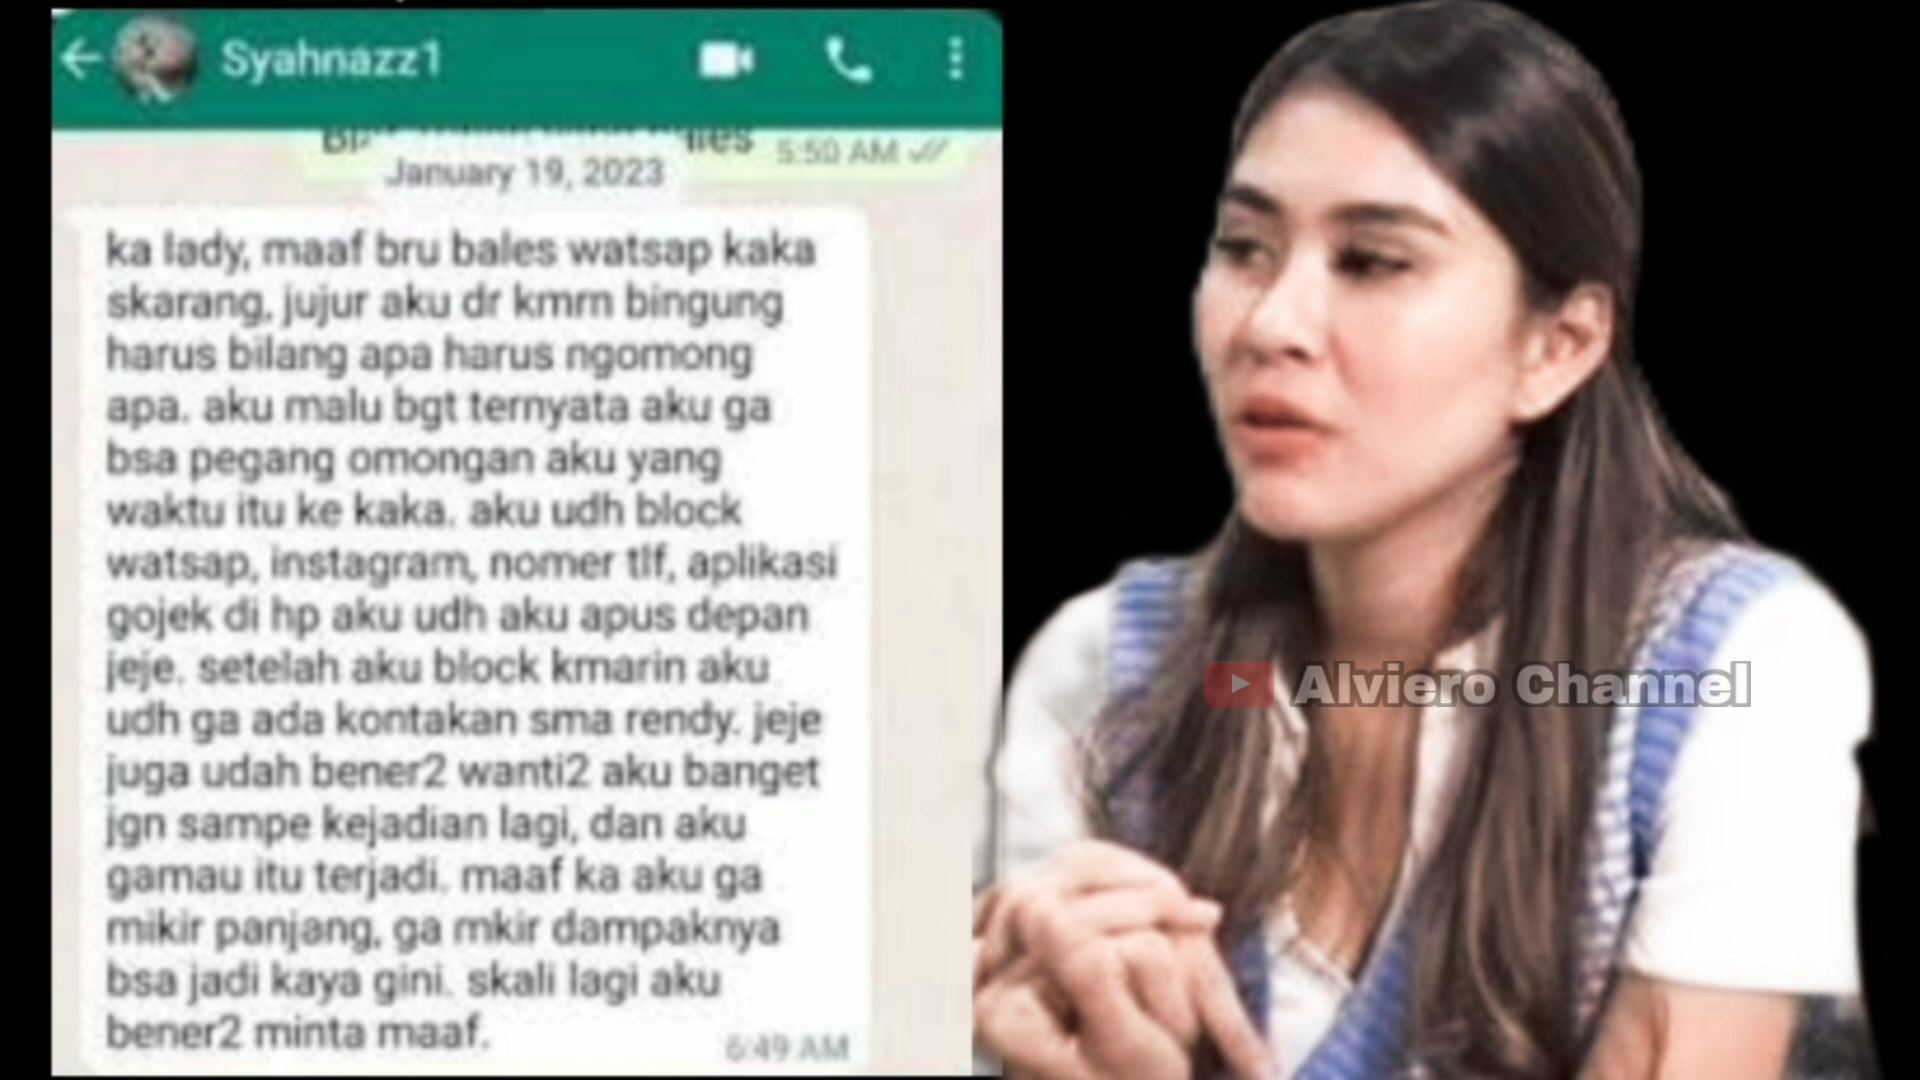 Syahnazz1
5:50 AM
January 19, 2023
ka lady, maaf bru bales watsap kaka
skarang, jujur aku dr kmrn bingung
harus bilang apa harus ngomong
apa. aku malu bgt ternyata aku ga
bsa pegang omongan aku yang
waktu itu ke kaka. aku udh block
watsap, instagram, nomer tlf, aplikasi
gojek di hp aku udh aku apus depan
jeje. setelah aku block kmarin aku
udh ga ada kontakan sma rendy. jeje
juga udah bener2 wanti2 aku banget
jgn sampe kejadian lagi, dan aku
gamau itu terjadi. maaf ka aku ga
mikir panjang, ga mkir dampaknya
bsa jadi kaya gini. skali lagi aku
bener2 minta maaf.
6:49 AM
Alviero Channel